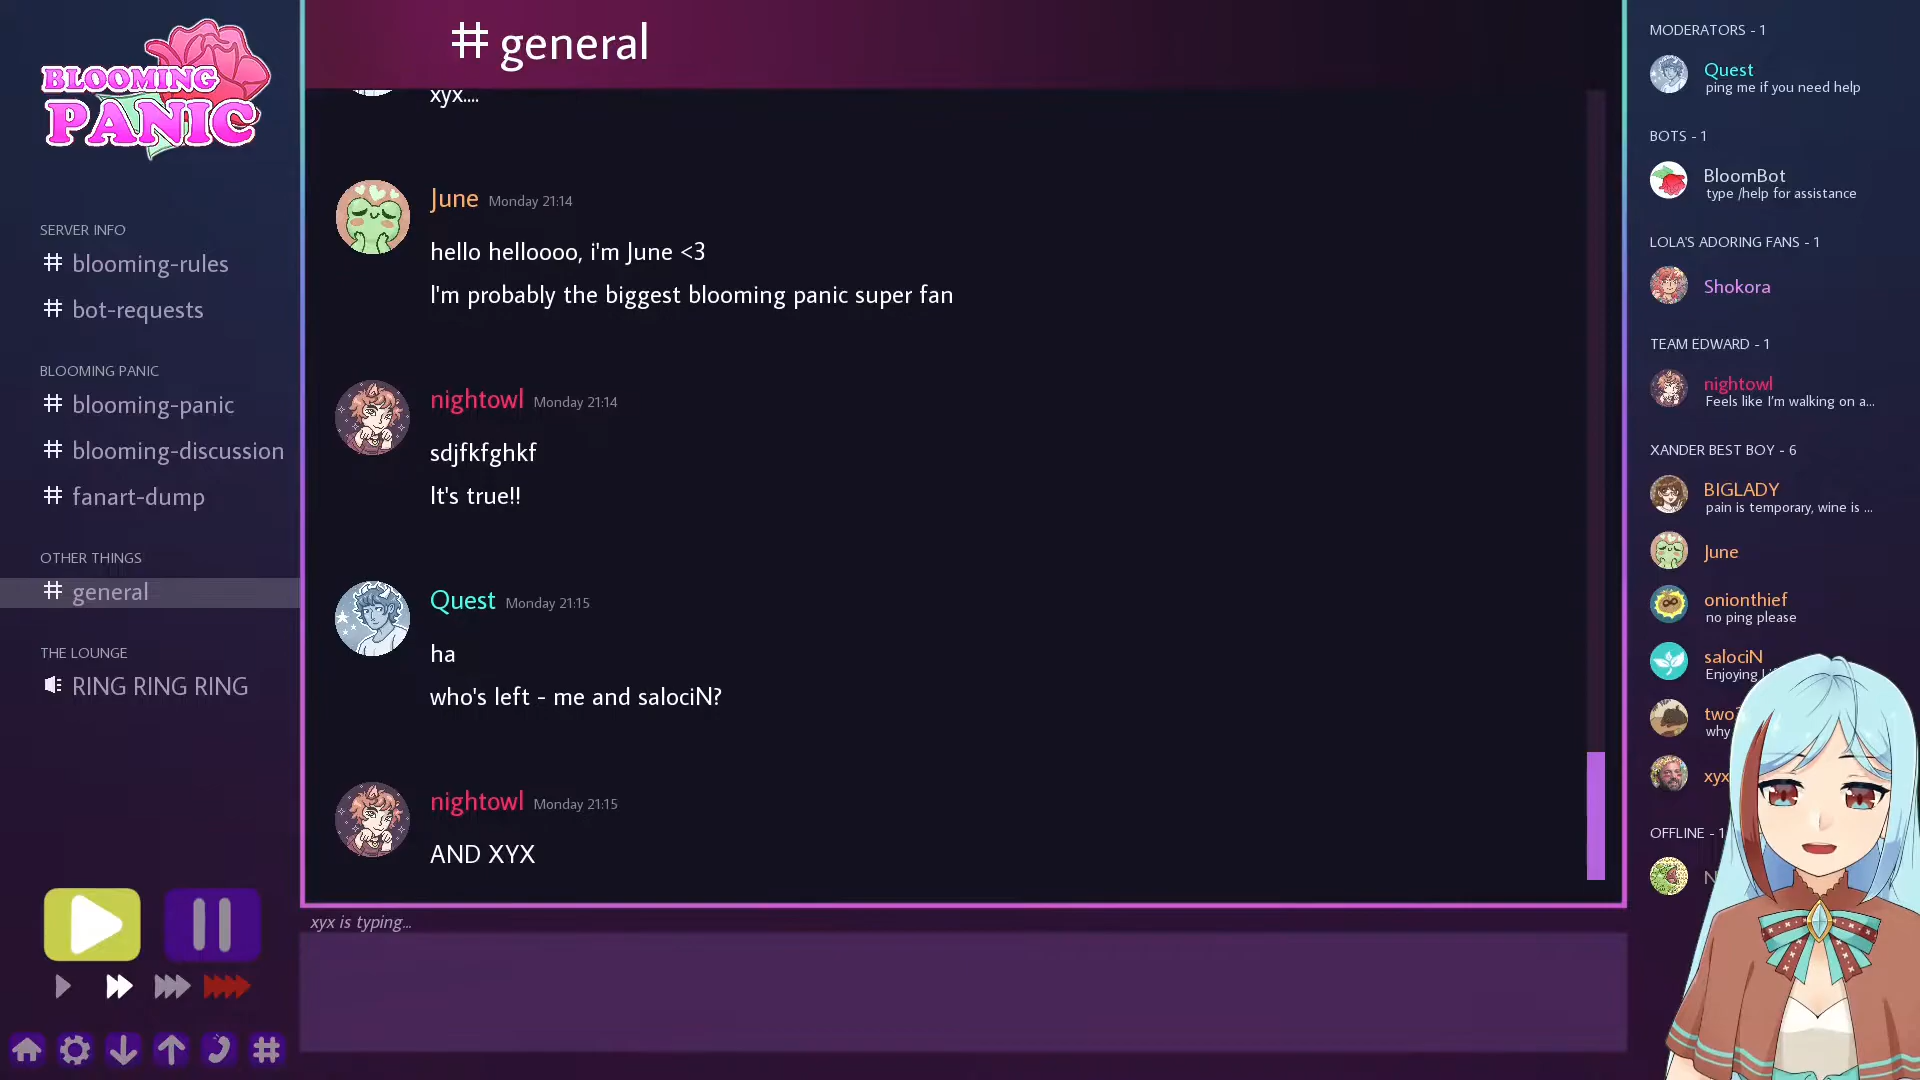 BLOOMING
PANIC
SERVER INFO
# blooming-rules
# bot-requests
BLOOMING PANIC
# blooming-panic
# blooming-discussion
# fanart-dump
OTHER THINGS
# general
THE LOUNGE
RING RING RING
# general
xyx....
June Monday 21:14
hello helloooo, i'm June <3
I'm probably the biggest blooming panic super fan
nightowl Monday 21:14
sdjfkfghkf
It's true!!
Quest Monday 21:15
ha
who's left - me and salociN?
nightowl Monday 21:15
AND XYX
xyx is typing...
MODERATORS - 1
Quest
ping me if you need help
BOTS - 1
BloomBot
type /help for assistance
LOLA'S ADORING FANS - 1
Shokora
TEAM EDWARD - 1
nightowl
Feels like I'm walking on a...
XANDER BEST BOY - 6
BIGLADY
pain is temporary, wine is ...
June
onionthief
no ping please
salociN
Enjoying
two
why
xyx
OFFLINE - 1
N